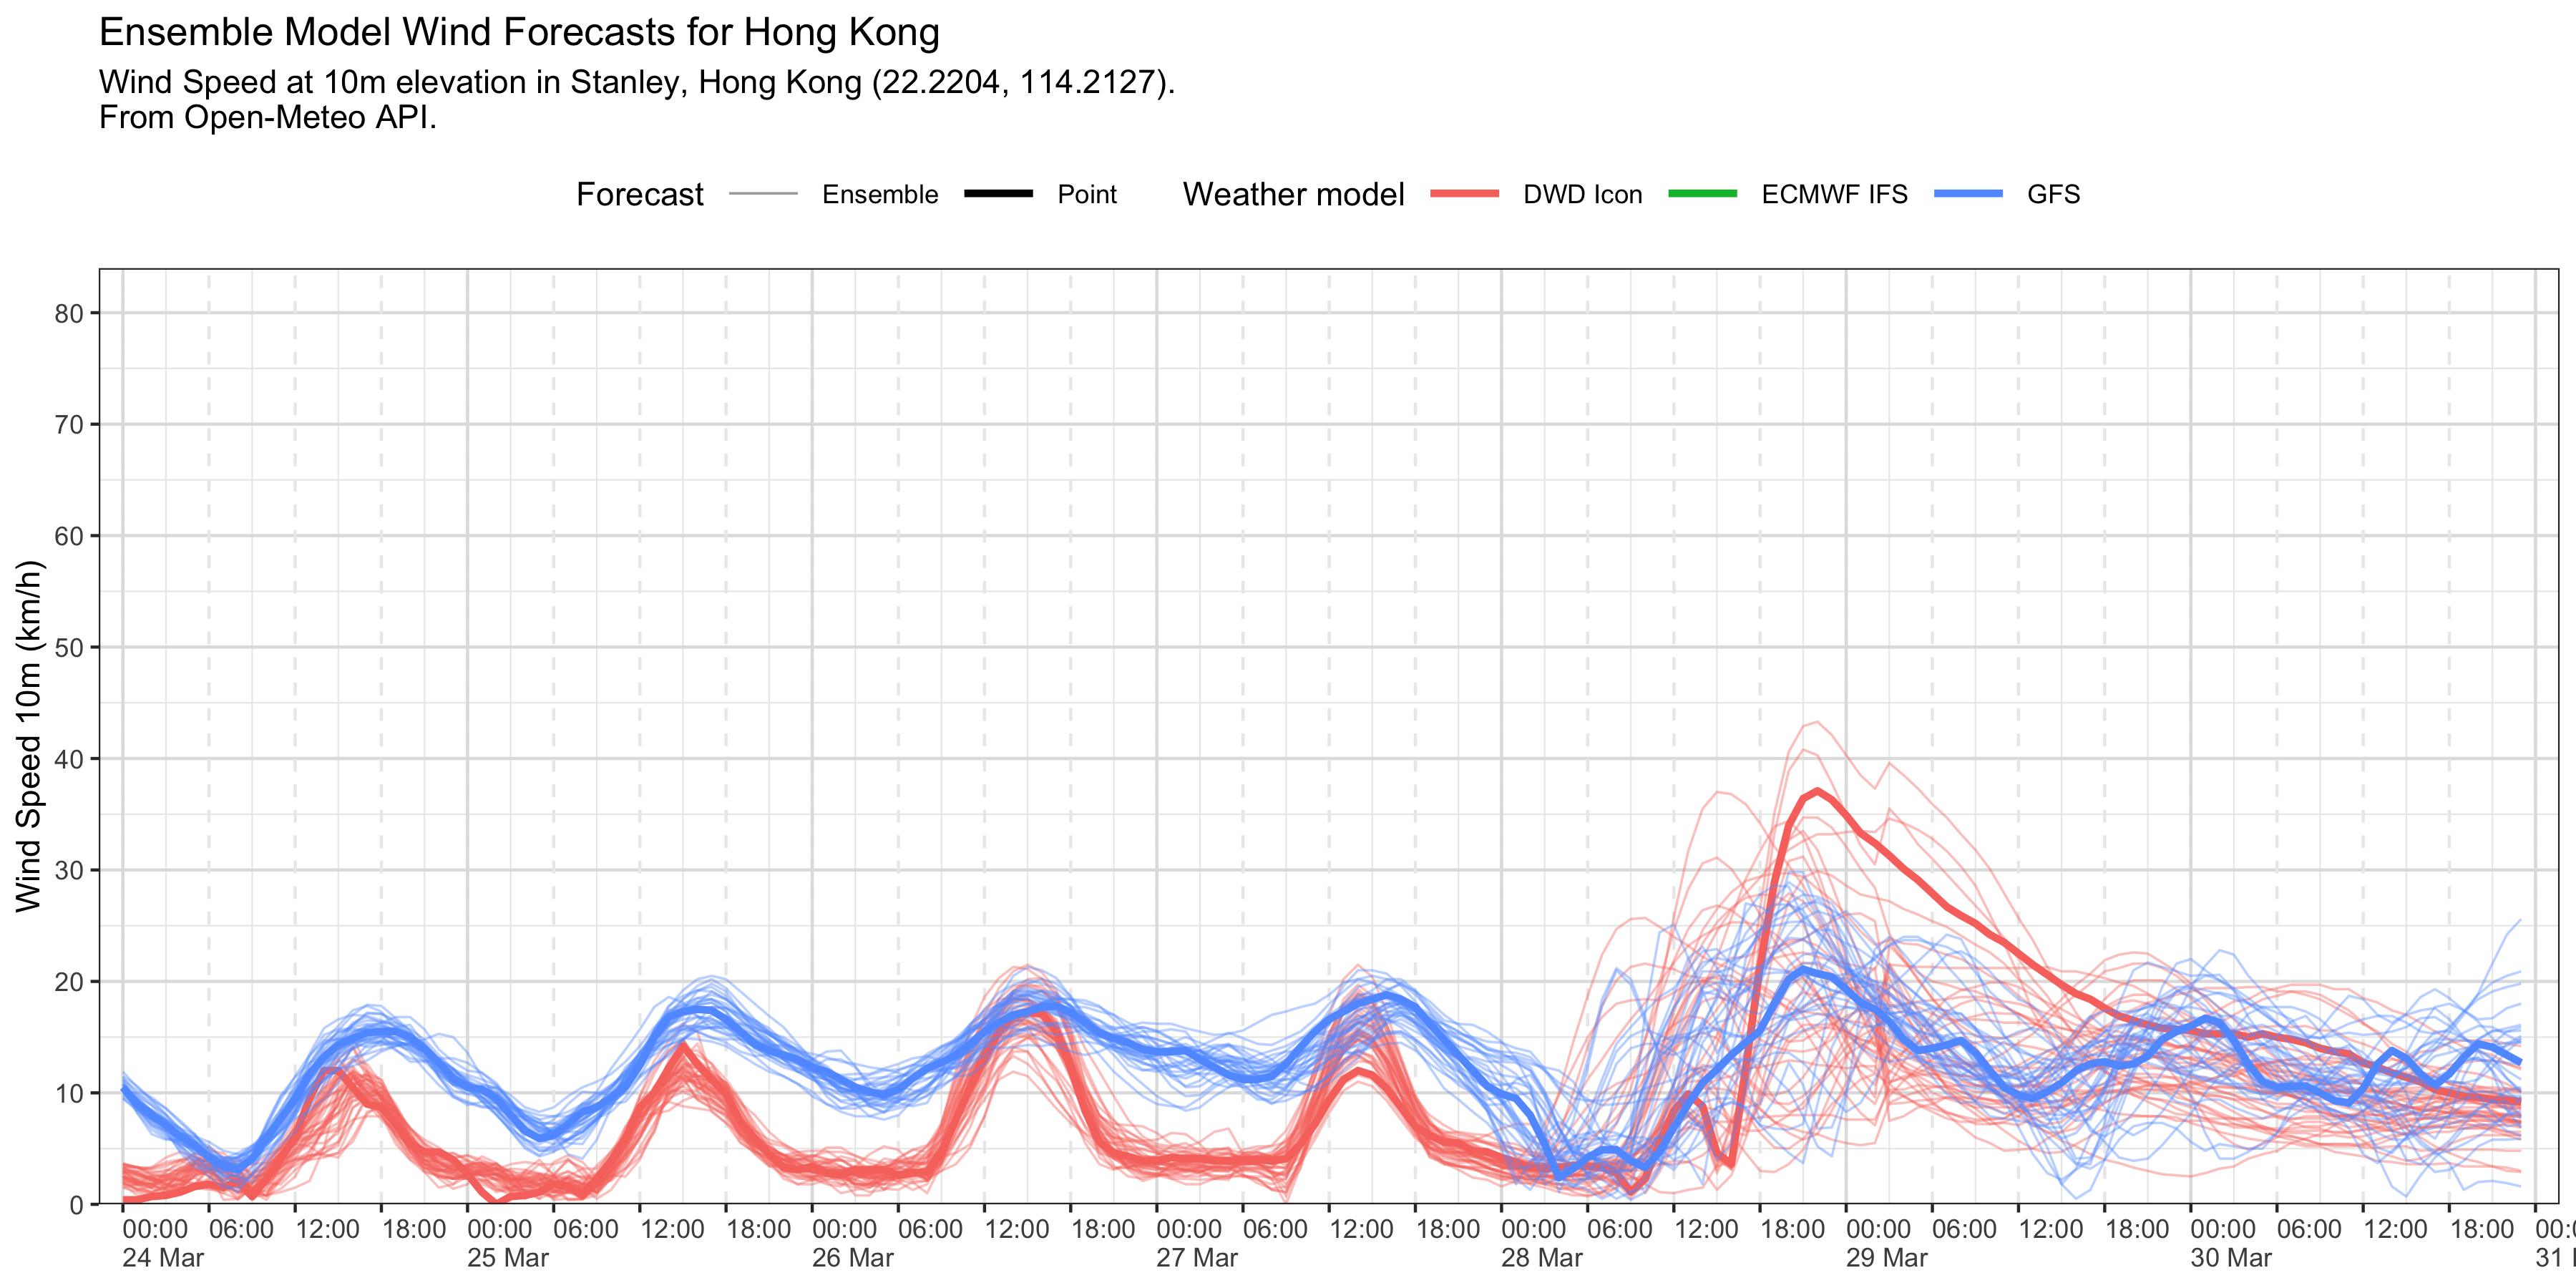 Ensemble Model Wind Forecasts for Hong Kong
Wind Speed at 10m elevation in Stanley, Hong Kong (22.2204, 114.2127).
From Open-Meteo API.
Forecast Ensemble Point Weather model DWD Icon ECMWF IFS GFS
Wind Speed 10m (km/h)
80
70
60
50
40
30
20
10
0
00:00 06:00 12:00 18:00 00:00 06:00 12:00 18:00 00:00 06:00 12:00 18:00 00:00 06:00 12:00 18:00 00:00 06:00 12:00 18:00 00:00 06:00 12:00 18:00 00:00 06:00 12:00 18:00
24 Mar 25 Mar 26 Mar 27 Mar 28 Mar 29 Mar 30 Mar 31